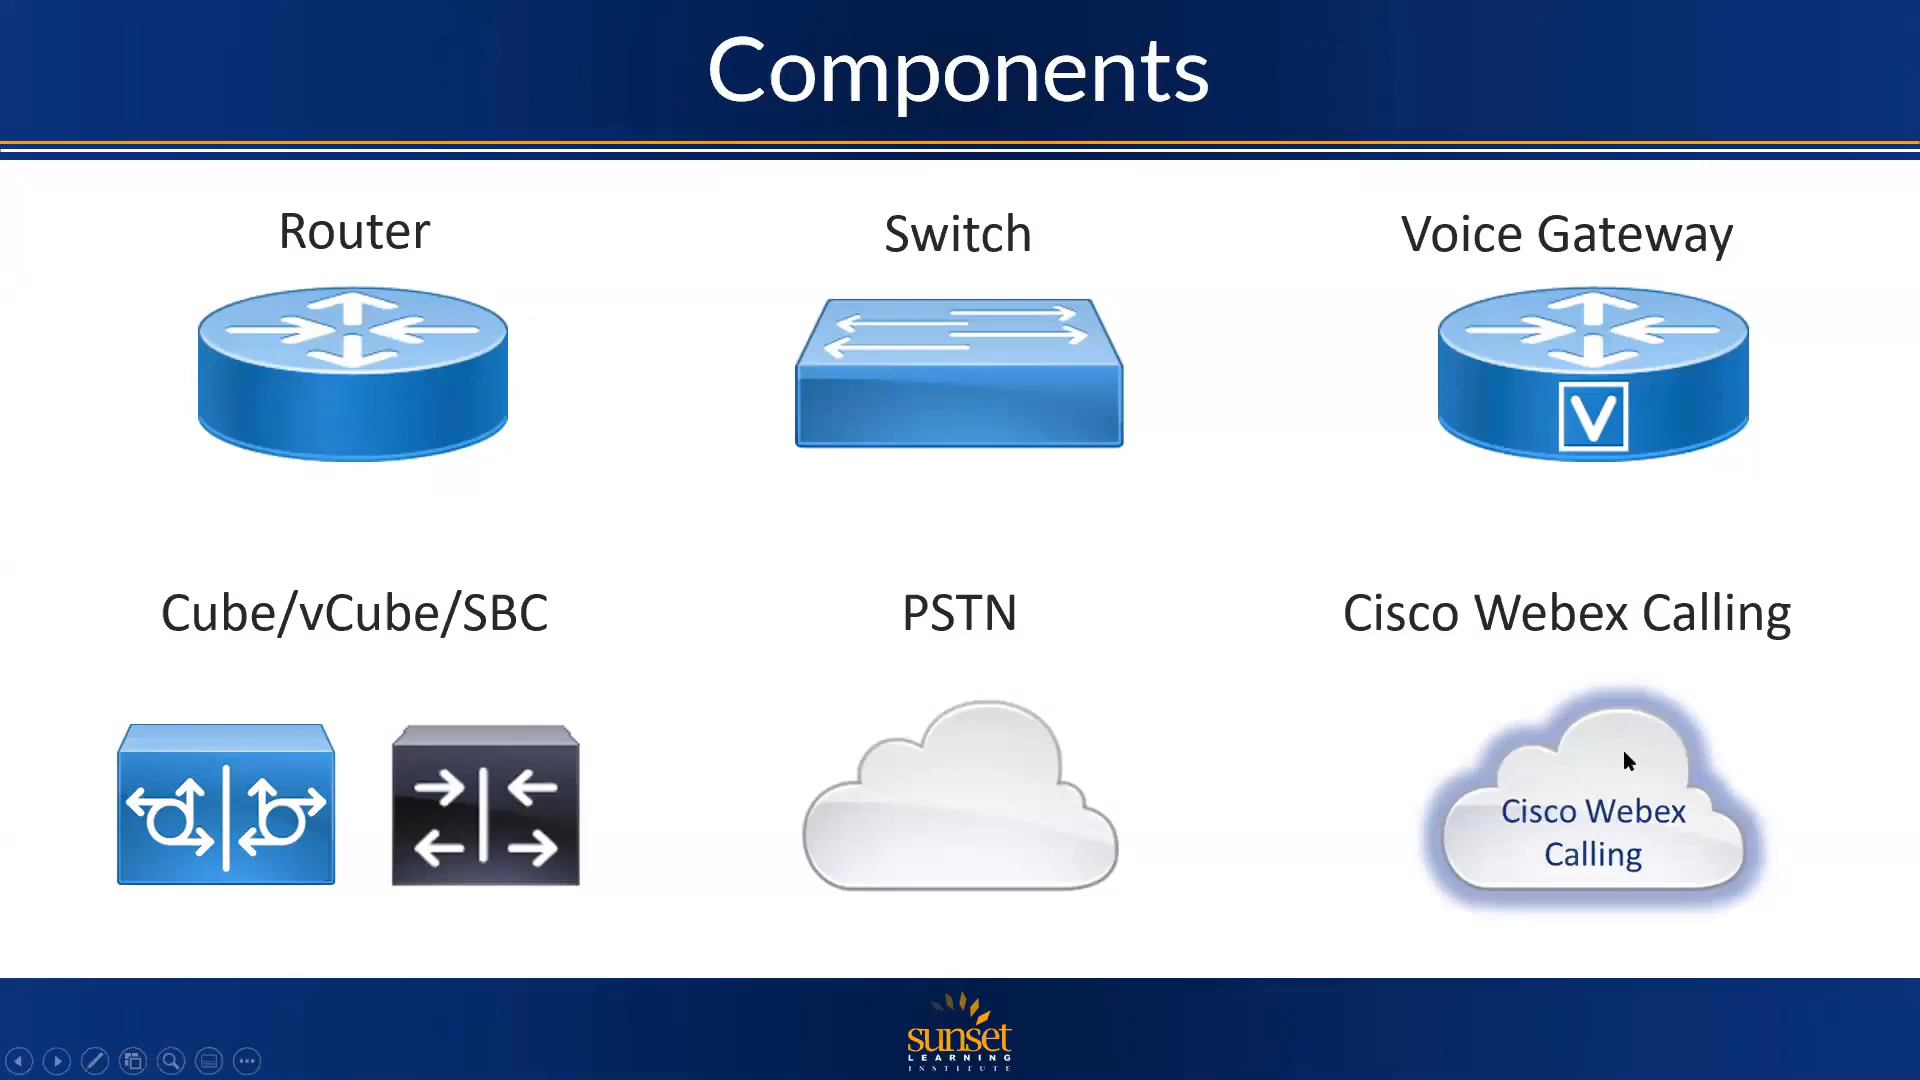 Components
Router
Switch
Voice Gateway
V
Cube/vCube/SBC
PSTN
Cisco Webex Calling
Cisco Webex
Calling
sunset
LEARNING
INSTITUTE